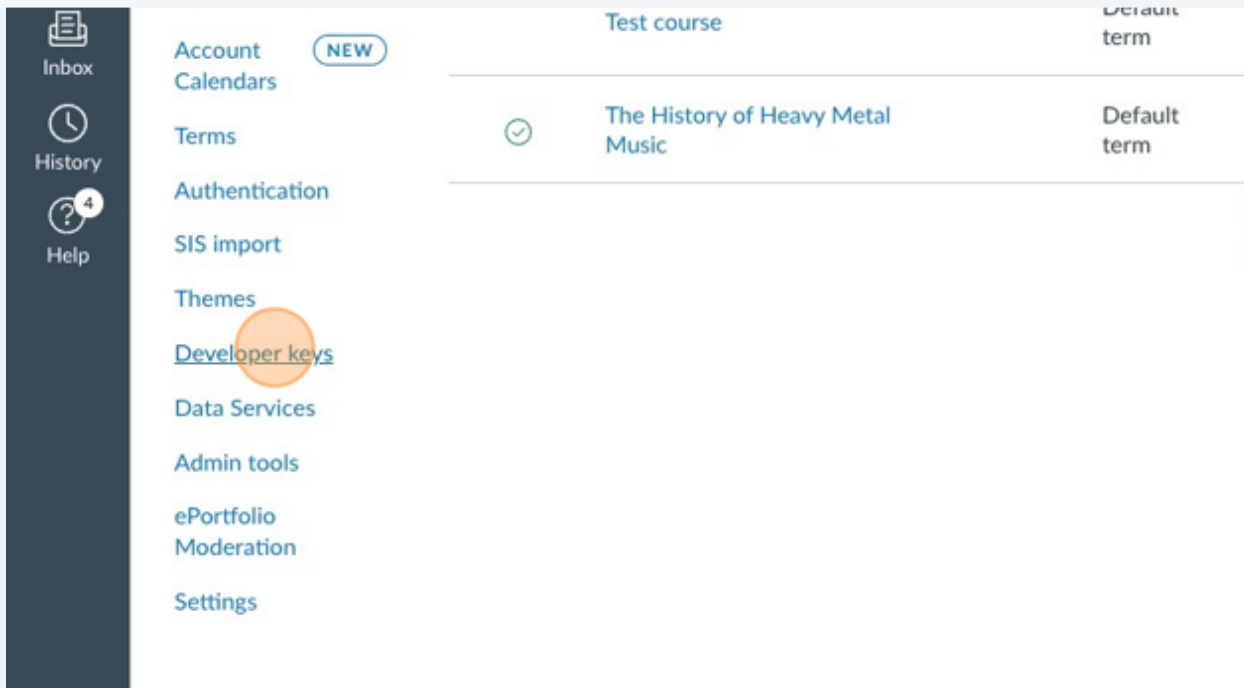 Inbox
History
4
Help
Account
NEW
Calendars
Terms
Authentication
SIS import
Themes
Developer keys
Data Services
Admin tools
ePortfolio
Moderation
Settings
Test course
Default
term
The History of Heavy Metal
Music
Default
term